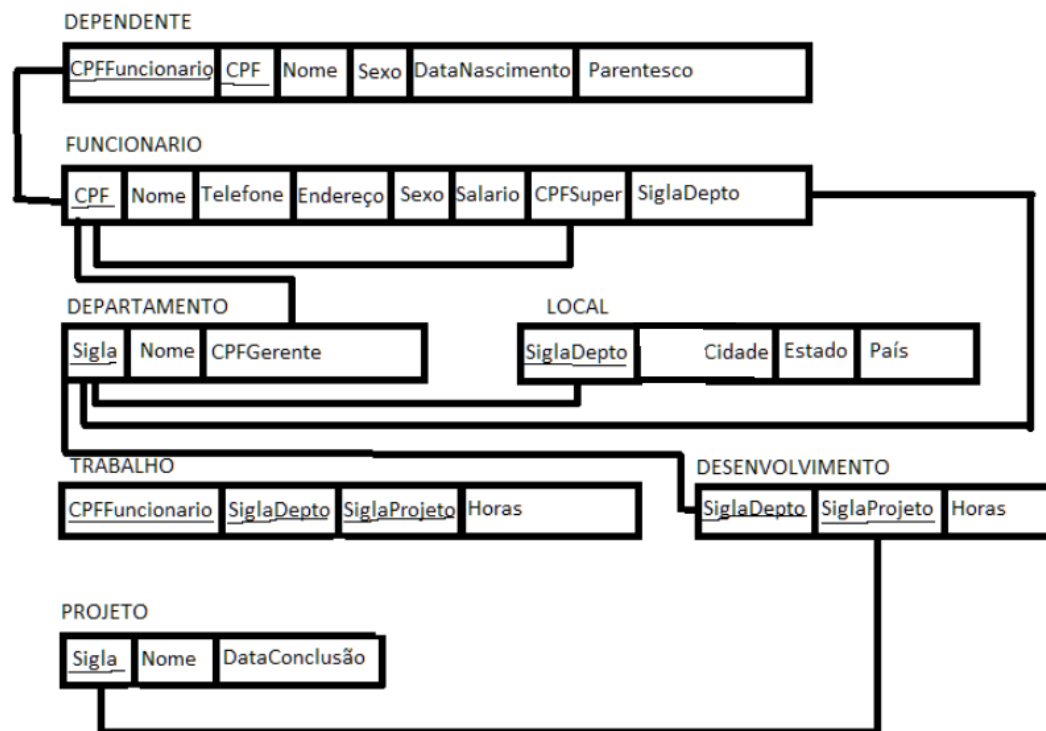 DEPENDENTE
CPFFuncionario CPF Nome Sexo DataNascimento Parentesco
FUNCIONARIO
CPF Nome Telefone Endereço Sexo Salario CPFSuper SiglaDepto
DEPARTAMENTO
Sigla Nome CPFGerente
LOCAL
SiglaDepto Cidade Estado País
TRABALHO
CPFFuncionario SiglaDepto SiglaProjeto Horas
DESENVOLVIMENTO
SiglaDepto SiglaProjeto Horas
PROJETO
Sigla Nome DataConclusão